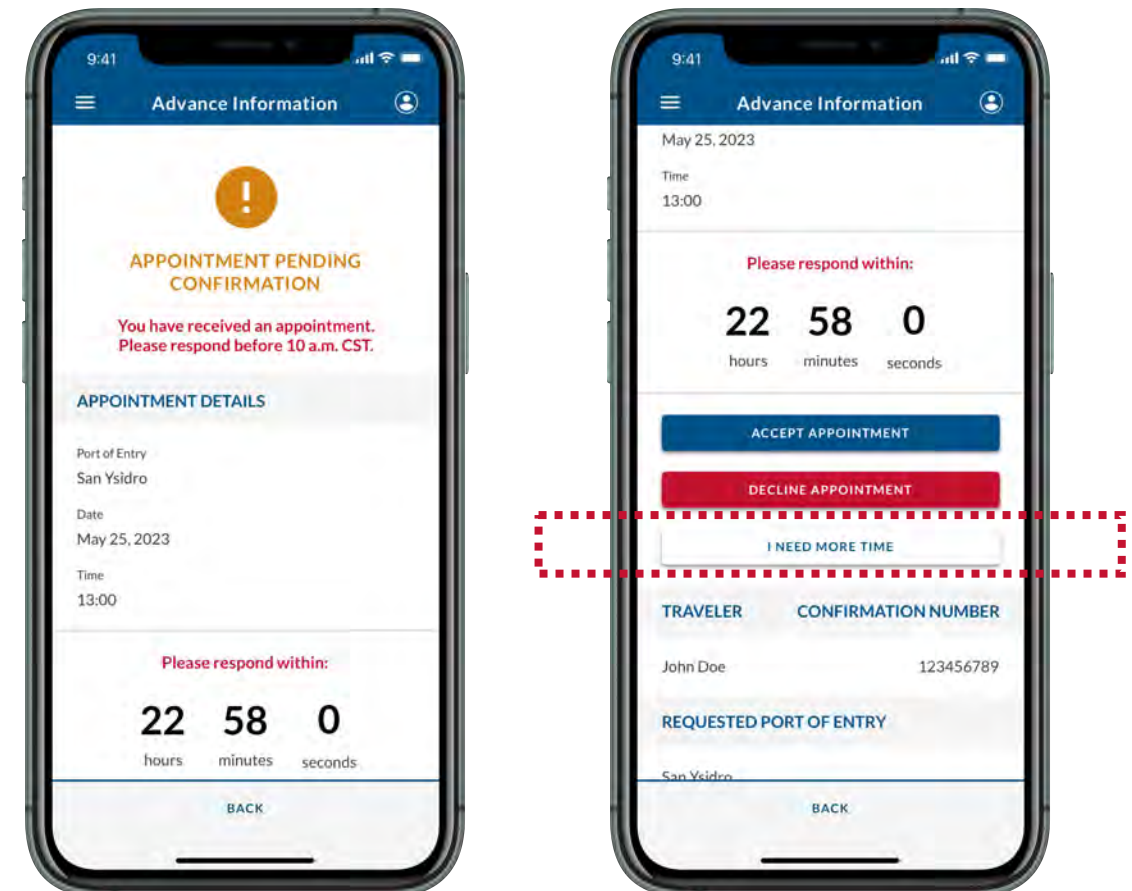 9:41
Advance Information
APPOINTMENT PENDING
CONFIRMATION
You have received an appointment.
Please respond before 10 a.m. CST.
APPOINTMENT DETAILS
Port of Entry
San Ysidro
Date
May 25, 2023
Time
13:00
Please respond within:
22 58 0
hours minutes seconds
BACK
9:41
Advance Information
May 25, 2023
Time
13:00
Please respond within:
22 58 0
hours minutes seconds
ACCEPT APPOINTMENT
DECLINE APPOINTMENT
I NEED MORE TIME
TRAVELER CONFIRMATION NUMBER
John Doe 123456789
REQUESTED PORT OF ENTRY
San Ysidro
BACK